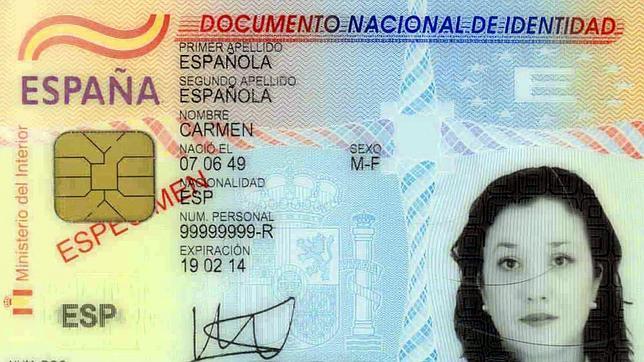 DOCUMENTO NACIONAL DE IDENTIDAD
ESPAÑA
Ministerio del Interior
PRIMER APELLIDO
ESPAÑOLA
SEGUNDO APELLIDO
ESPAÑOLA
NOMBRE
CARMEN
NACIÓ EL
07 06 49
SEXO
M-F
NACIONALIDAD
ESP
NUM. PERSONAL
99999999-R
EXPIRACIÓN
19 02 14
ESPECIMEN
ESP
E